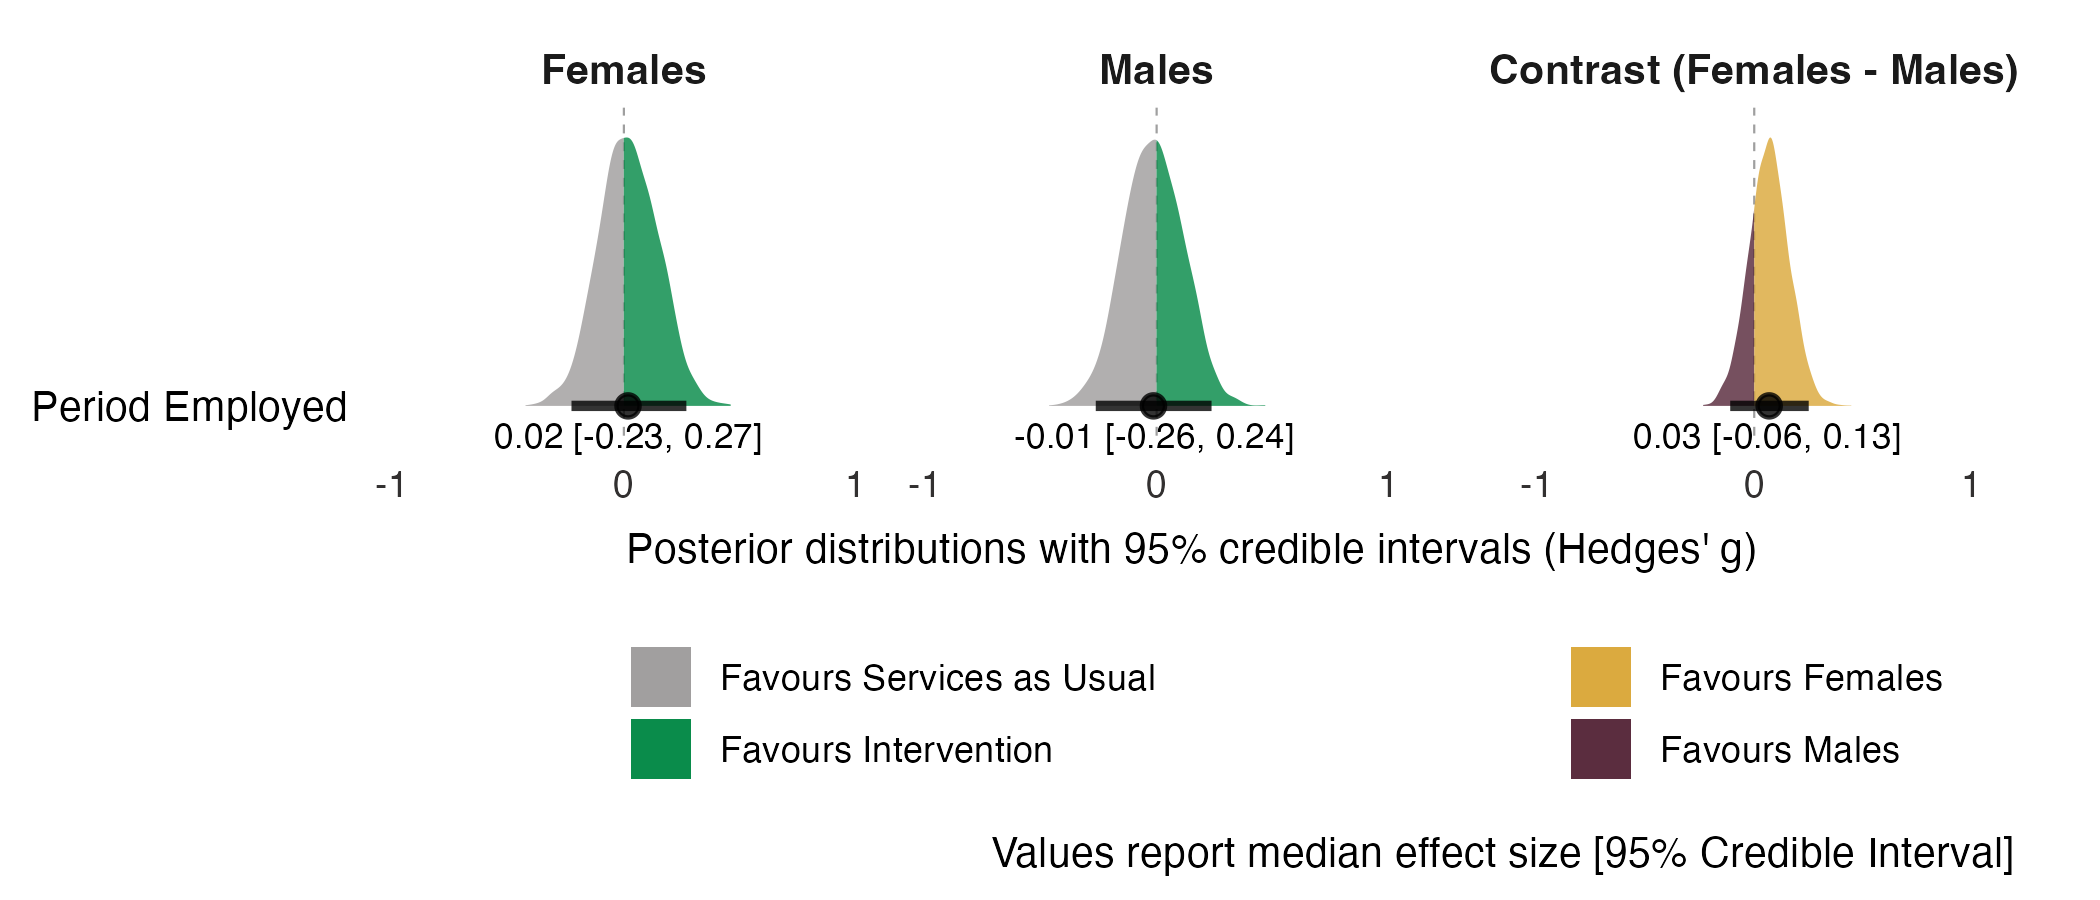 Females Males Contrast (Females - Males)
Period Employed
0.02 [-0.23, 0.27] -0.01 [-0.26, 0.24] 0.03 [-0.06, 0.13]
-1 0 1 -1 0 1 -1 0 1
Posterior distributions with 95% credible intervals (Hedges' g)
Favours Services as Usual Favours Females
Favours Intervention Favours Males
Values report median effect size [95% Credible Interval]